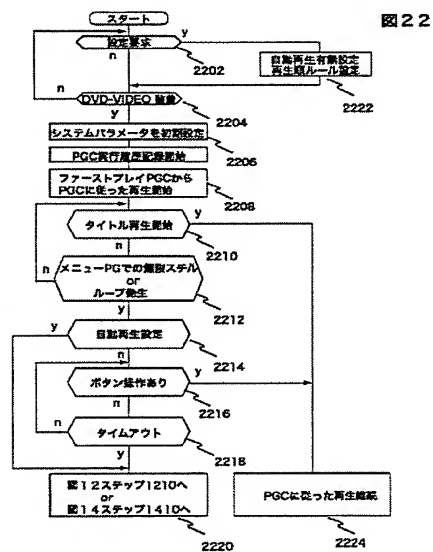 図22
スタート
設定要求
y
n
2202
自動再生有無設定
再生順ルール設定
2222
n
DVD-VIDEO 装着
2204
y
システムパラメータを初期設定
2206
PGC実行履歴記録開始
ファーストプレイPGCから
PGCに従った再生開始
2208
タイトル再生開始
y
2210
n
メニューPGでの無限スチル
or
ループ発生
n
2212
y
y
自動再生設定
2214
n
ボタン操作あり
y
2216
n
n
タイムアウト
2218
y
図12ステップ1210へ
or
図14ステップ1410へ
2220
PGCに従った再生継続
2224